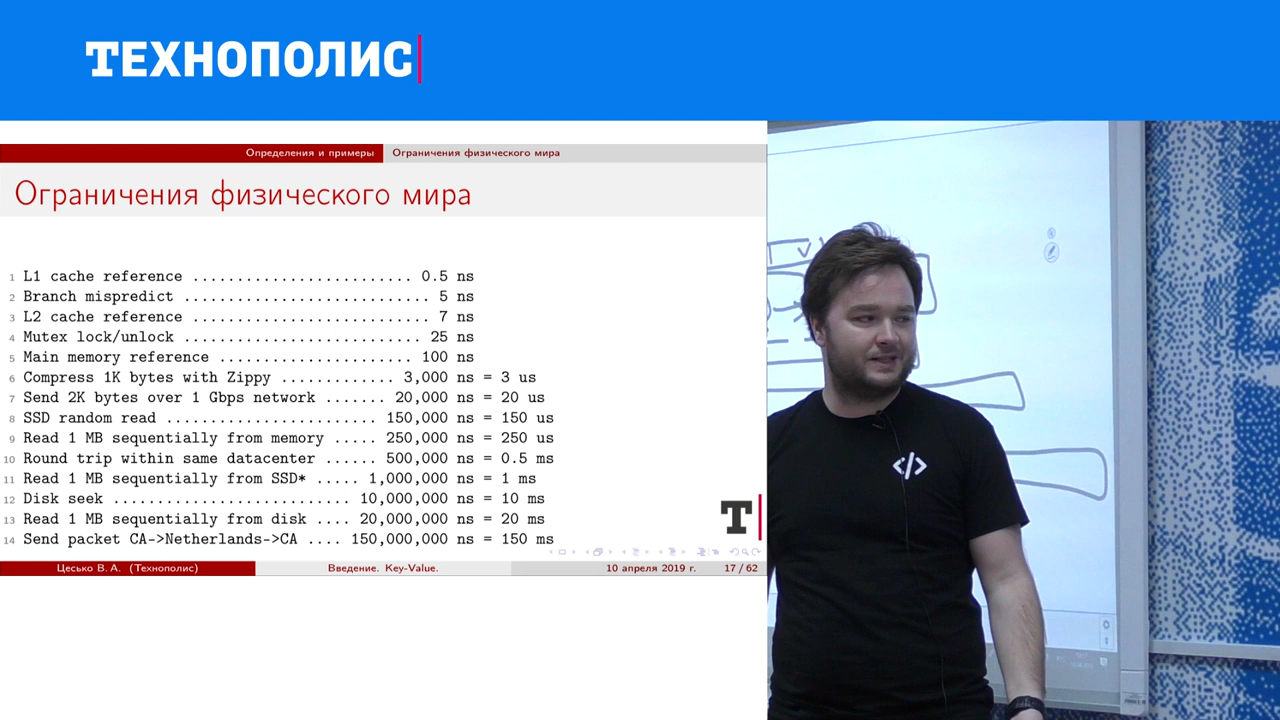 ТЕХНОПОЛИС
Определения и примеры Ограничения физического мира
Ограничения физического мира
1 L1 cache reference ......................... 0.5 ns
2 Branch mispredict ............................ 5 ns
3 L2 cache reference ........................... 7 ns
4 Mutex lock/unlock ........................... 25 ns
5 Main memory reference ...................... 100 ns
6 Compress 1K bytes with Zippy ............. 3,000 ns = 3 us
7 Send 2K bytes over 1 Gbps network ....... 20,000 ns = 20 us
8 SSD random read ........................ 150,000 ns = 150 us
9 Read 1 MB sequentially from memory ..... 250,000 ns = 250 us
10 Round trip within same datacenter ...... 500,000 ns = 0.5 ms
11 Read 1 MB sequentially from SSD* ..... 1,000,000 ns = 1 ms
12 Disk seek ........................... 10,000,000 ns = 10 ms
13 Read 1 MB sequentially from disk .... 20,000,000 ns = 20 ms
14 Send packet CA->Netherlands->CA .... 150,000,000 ns = 150 ms
T
Цесько В. А. (Технополис) Введение. Key-Value. 10 апреля 2019 г. 17 / 62
</>